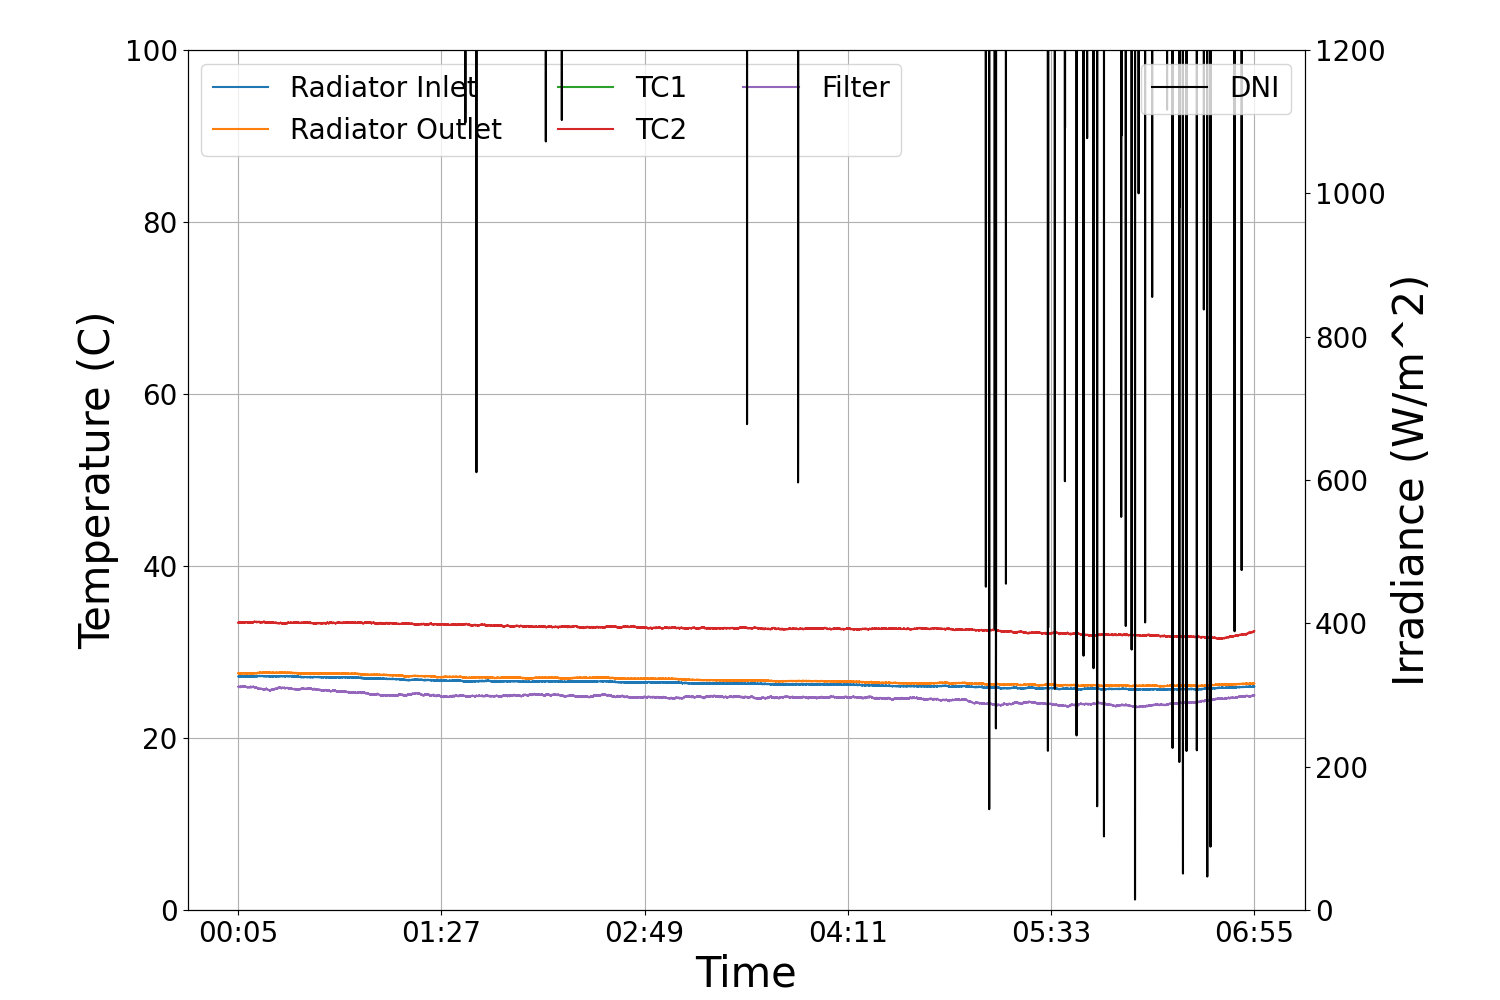 Radiator Inlet
Radiator Outlet
TC1
TC2
Filter
DNI
100
80
60
40
20
0
Temperature (C)
1200
1000
800
600
400
200
0
Irradiance (W/m^2)
00:05 01:27 02:49 04:11 05:33 06:55
Time